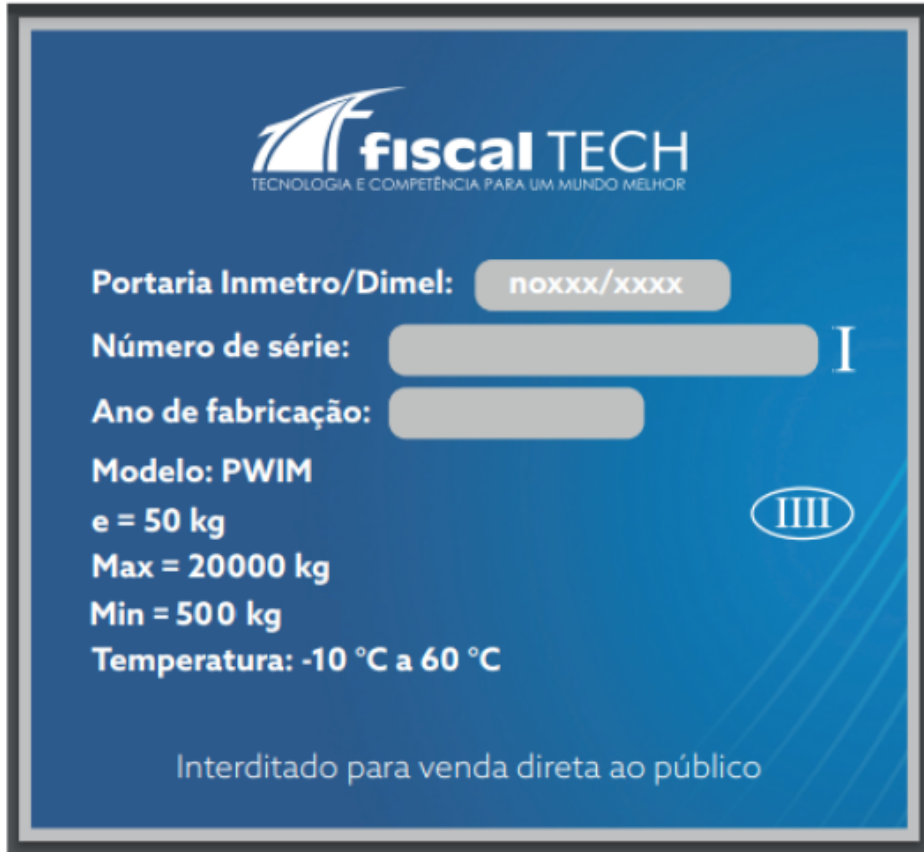 fiscal TECH
TECNOLOGIA E COMPETÊNCIA PARA UM MUNDO MELHOR
Portaria Inmetro/Dimel: noxxx/xxxx
Número de série: I
Ano de fabricação:
Modelo: PWIM
e = 50 kg
IIII
Max = 20000 kg
Min = 500 kg
Temperatura: -10 °C a 60 °C
Interditado para venda direta ao público